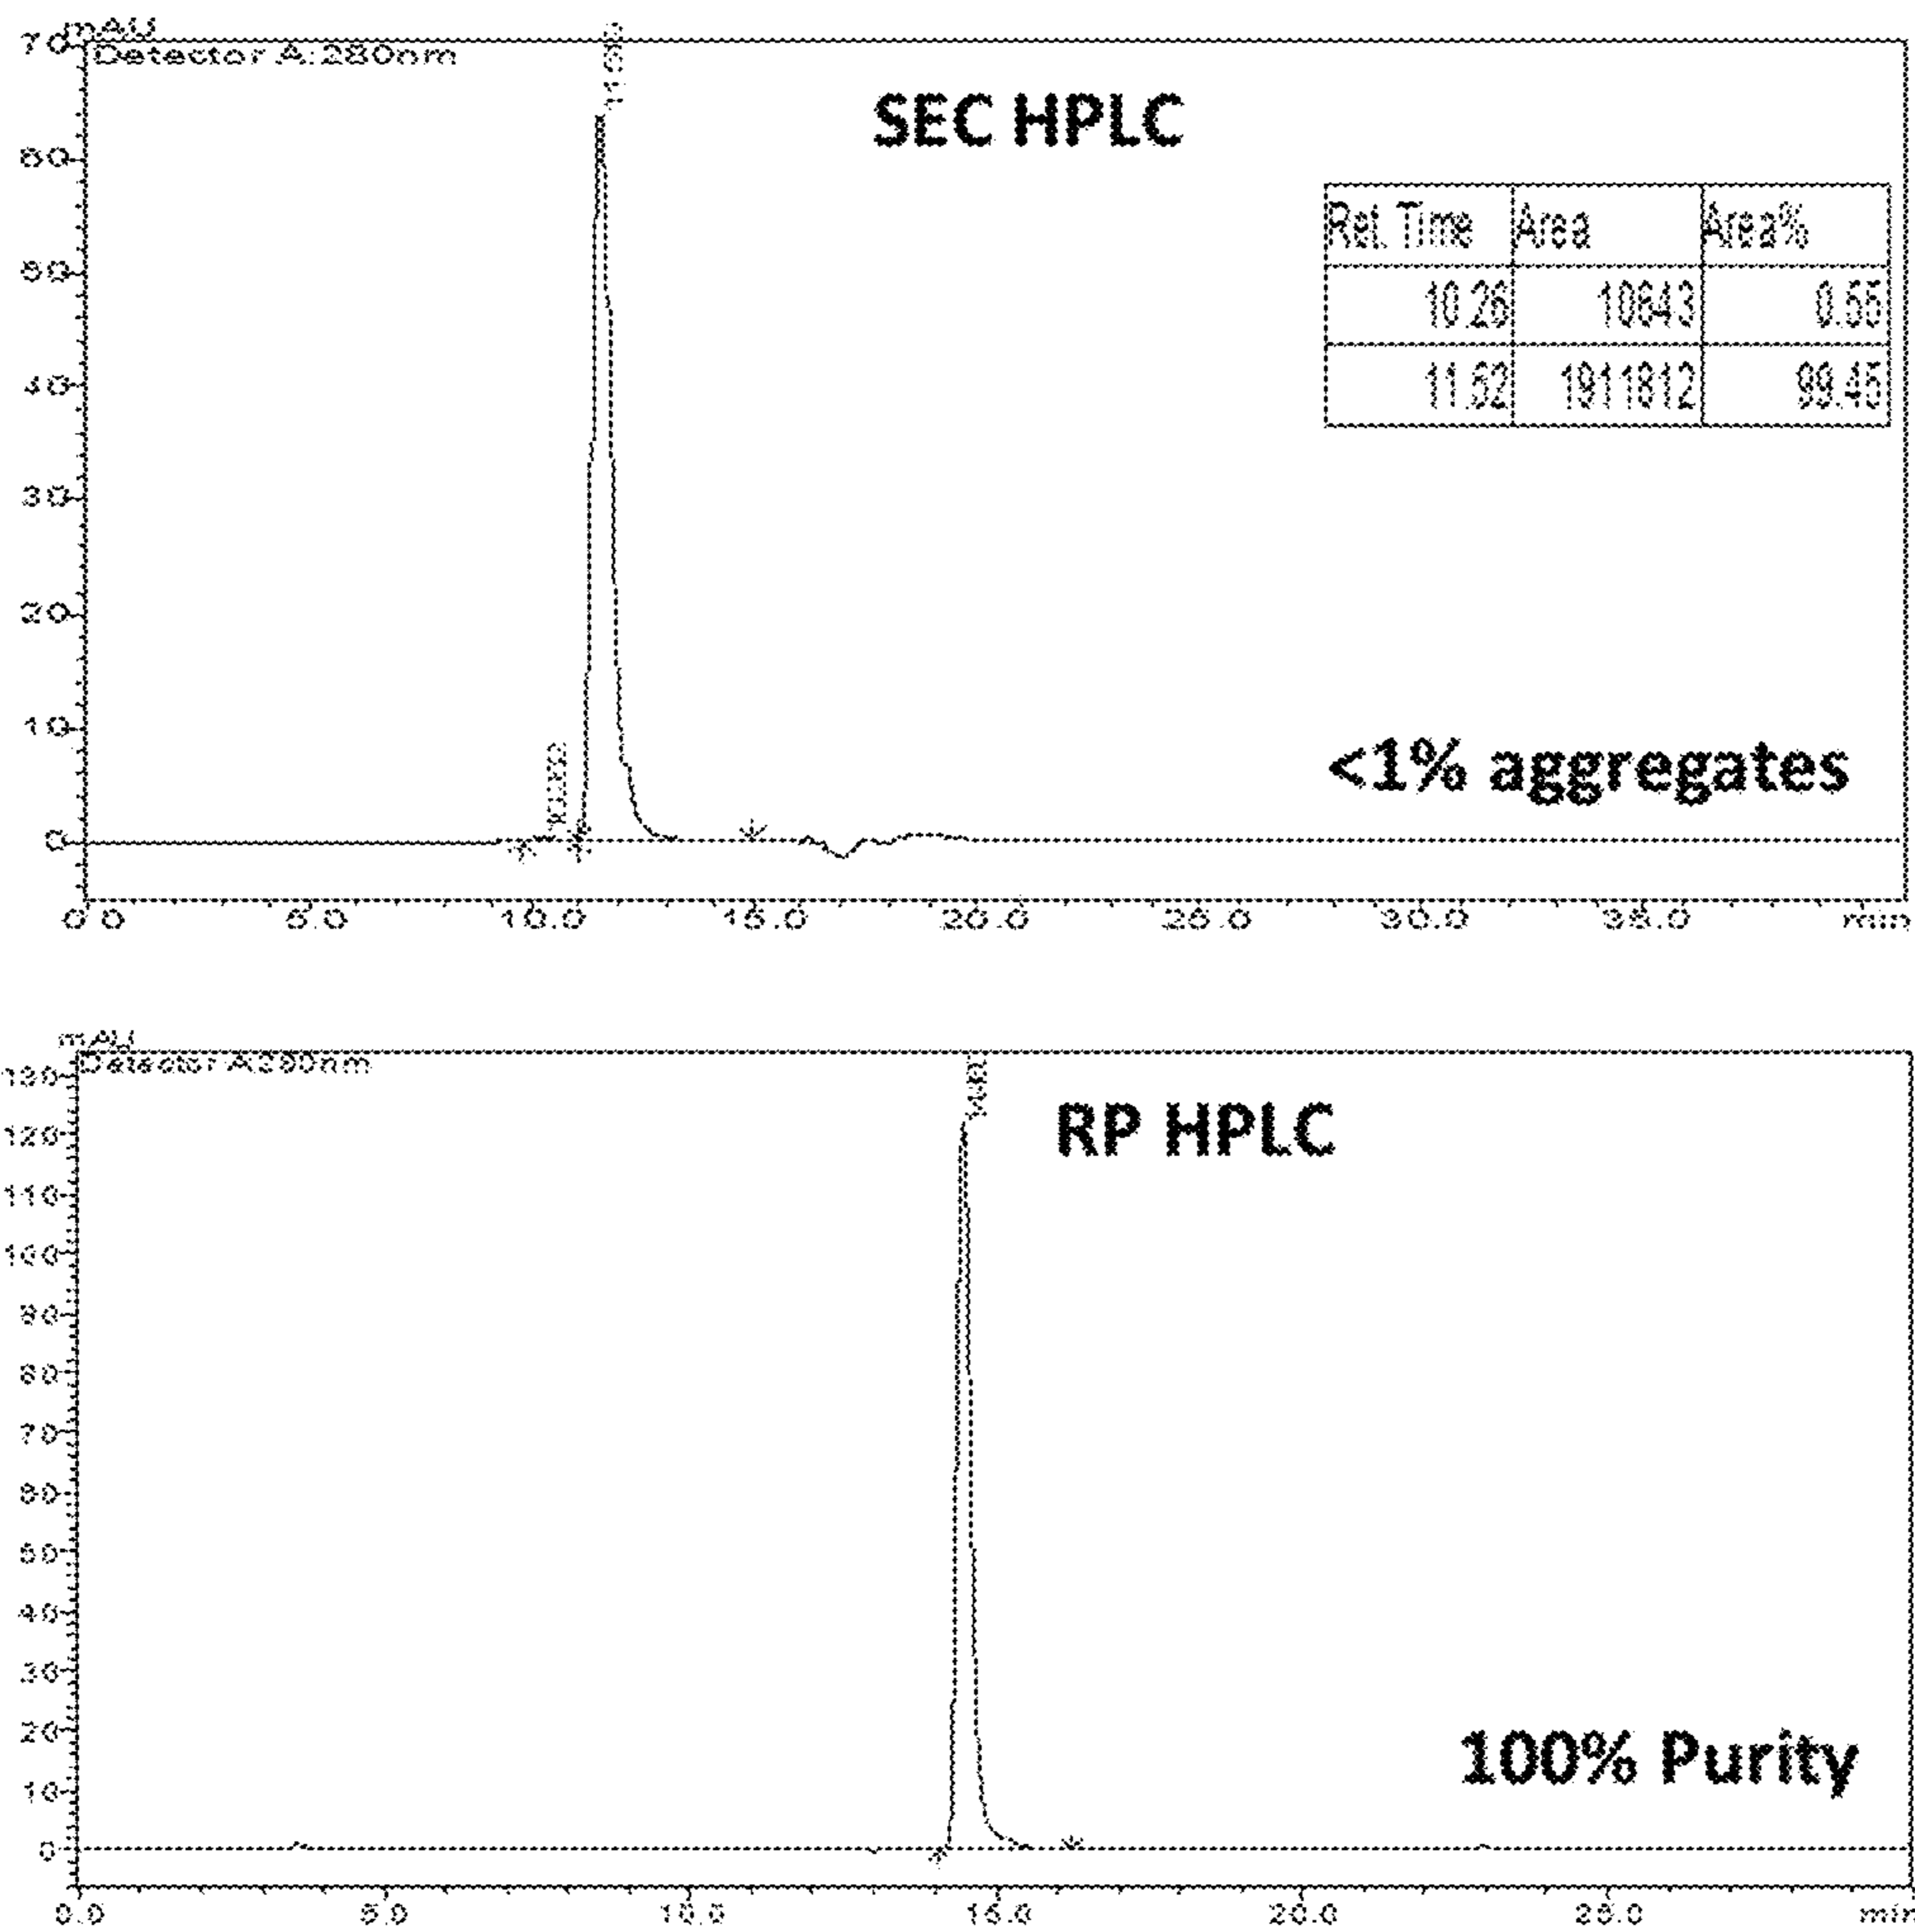 mAU
70
Detector A:280nm
SEC HPLC
60
Ret. Time Area Area%
50
10.26 10643 0.55
40
11.52 1911812 99.45
30
20
10
<1% aggregates
0
0.0 5.0 10.0 15.0 20.0 25.0 30.0 35.0 min
mAU
130
Detector A:280nm
RP HPLC
120
110
100
90
80
70
60
50
40
30
20
100% Purity
10
0
0.0 5.0 10.0 15.0 20.0 25.0 min